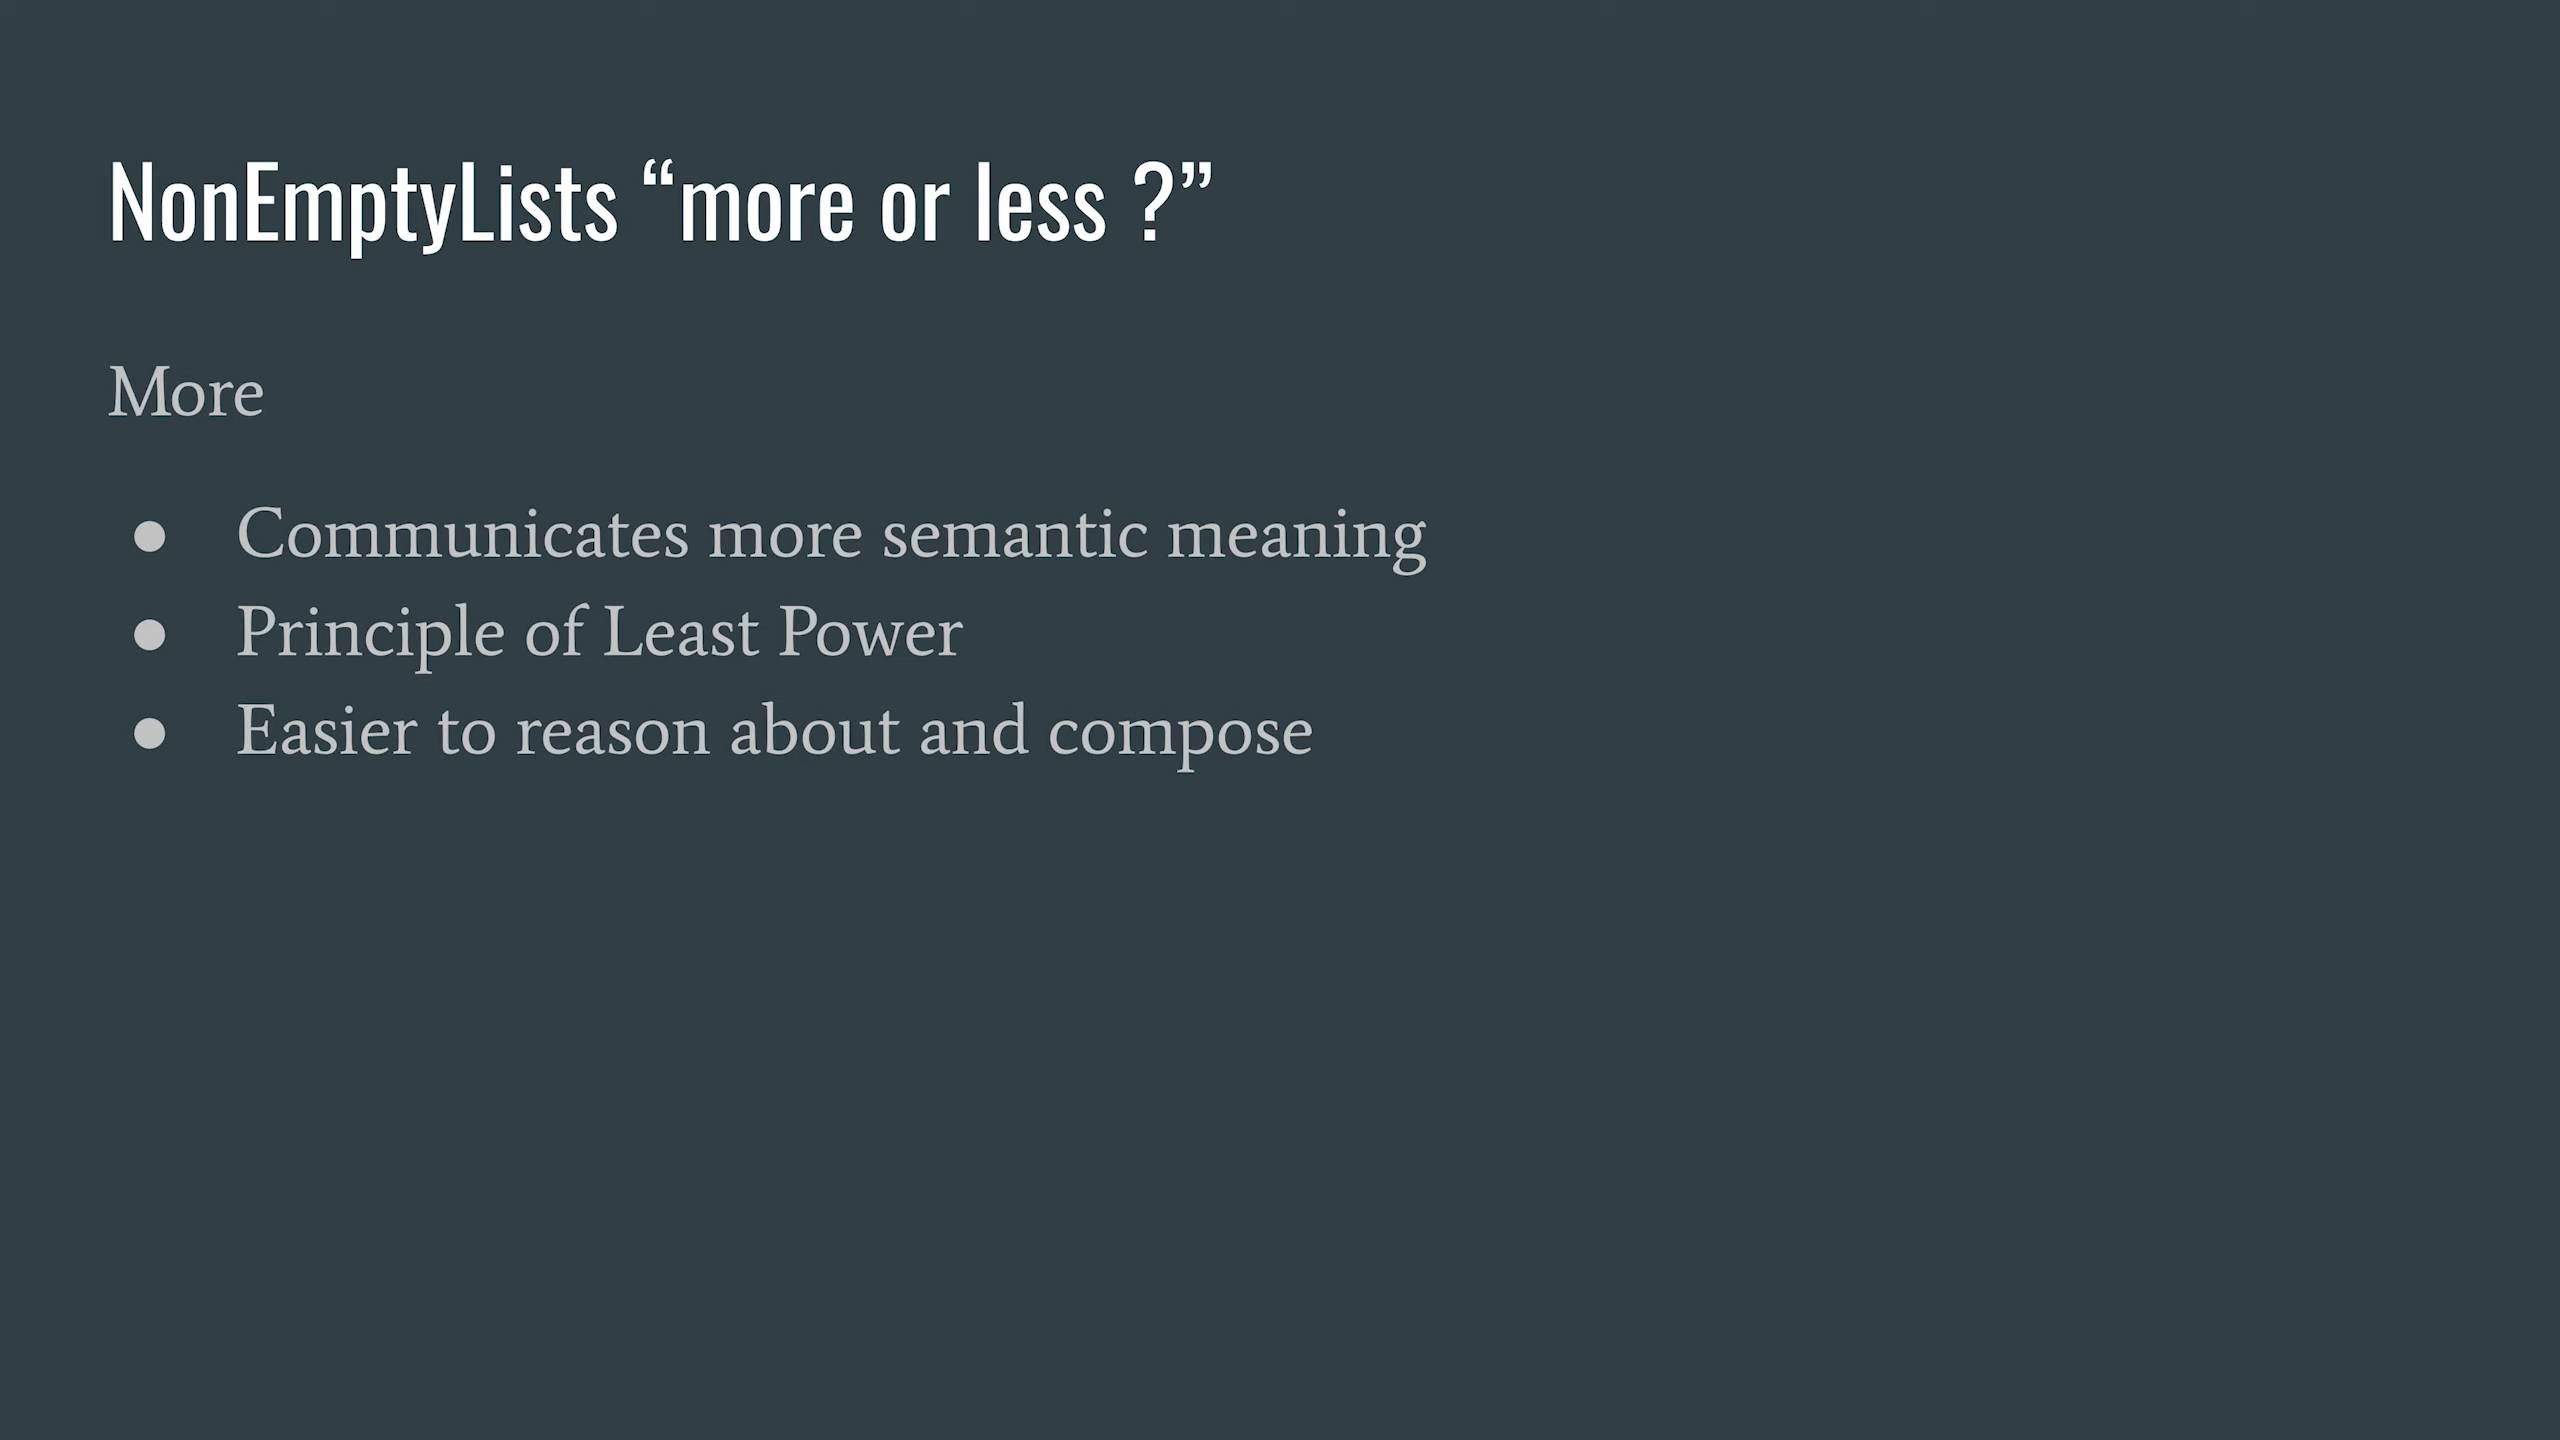 NonEmptyLists “more or less ?”
More
● Communicates more semantic meaning
● Principle of Least Power
● Easier to reason about and compose